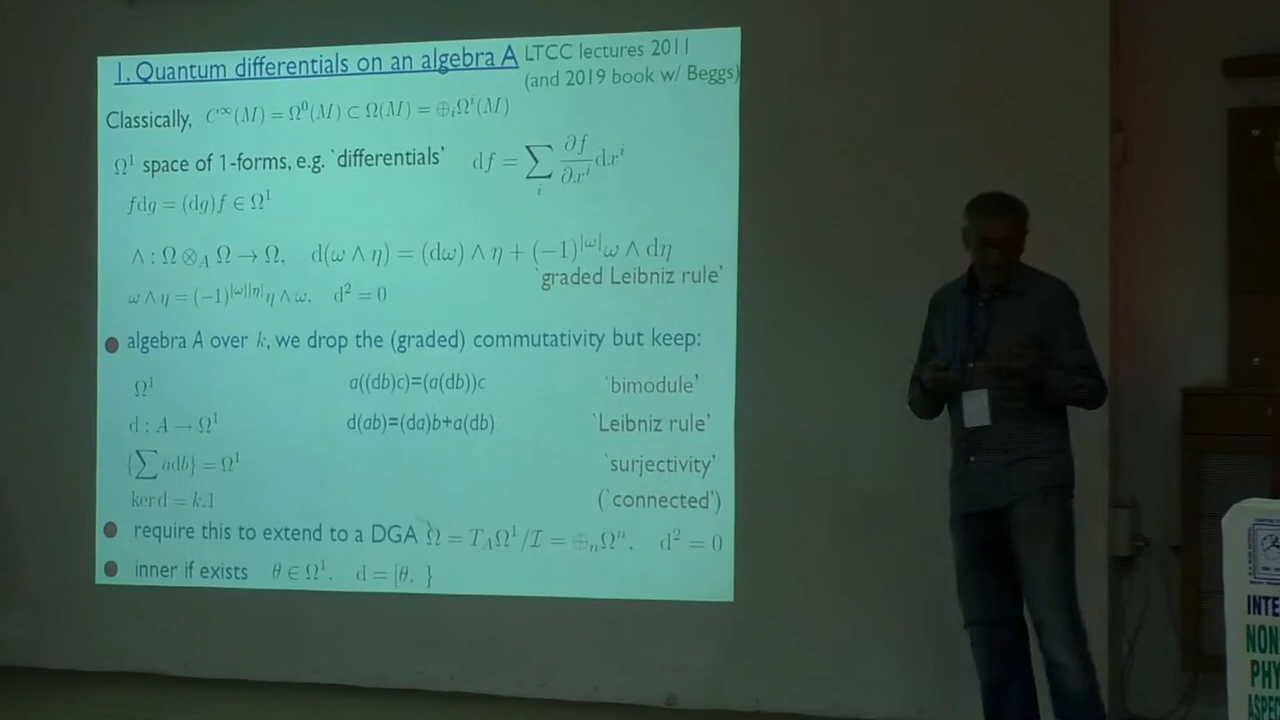 1. Quantum differentials on an algebra A LTCC lectures 2011
(and 2019 book w/ Beggs)
Classically, C^∞(M) = Ω^0(M) ⊂ Ω(M) = ⊕_iΩ^i(M)
Ω^1 space of 1-forms, e.g. `differentials' df = ∑_i ∂f/∂x^i dx^i
fdg = (dg)f ∈ Ω^1
∧ : Ω ⊗_A Ω → Ω, d(ω ∧ η) = (dω) ∧ η + (-1)^{|ω|}ω ∧ dη
`graded Leibniz rule'
ω ∧ η = (-1)^{|ω||η|}η ∧ ω, d^2 = 0
● algebra A over k, we drop the (graded) commutativity but keep:
Ω^1 a((db)c)=(a(db))c `bimodule'
d : A → Ω^1 d(ab)=(da)b+a(db) `Leibniz rule'
{∑ adb} = Ω^1 `surjectivity'
ker d = k.1 (`connected')
● require this to extend to a DGA Ω = T_AΩ^1/I = ⊕_nΩ^n, d^2 = 0
● inner if exists θ ∈ Ω^1, d = [θ, }
INTE
NON
PHY
ASPE